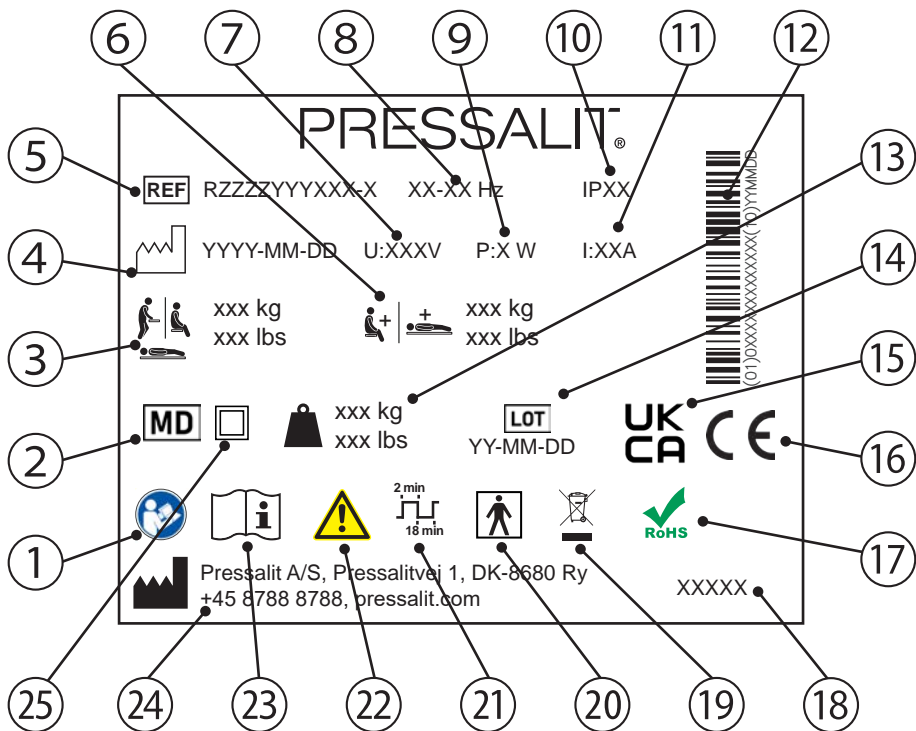 6 7 8 9 10 11 12
PRESSALIT®
5 REF RZZZZYYYXXX-X XX-XX Hz IPXX
13
4 YYYY-MM-DD U:XXXV P:X W I:XXA
14
3 xxx kg xxx kg
xxx lbs xxx lbs
(01)0XXXXXXXXXXXXX(10)YYMMDD
15
2 MD xxx kg LOT UK CA CE
xxx lbs YY-MM-DD
16
1 i 2 min
18 min
RoHS 17
Pressalit A/S, Pressalitvej 1, DK-8680 Ry
+45 8788 8788, pressalit.com
XXXXX
25 24 23 22 21 20 19 18